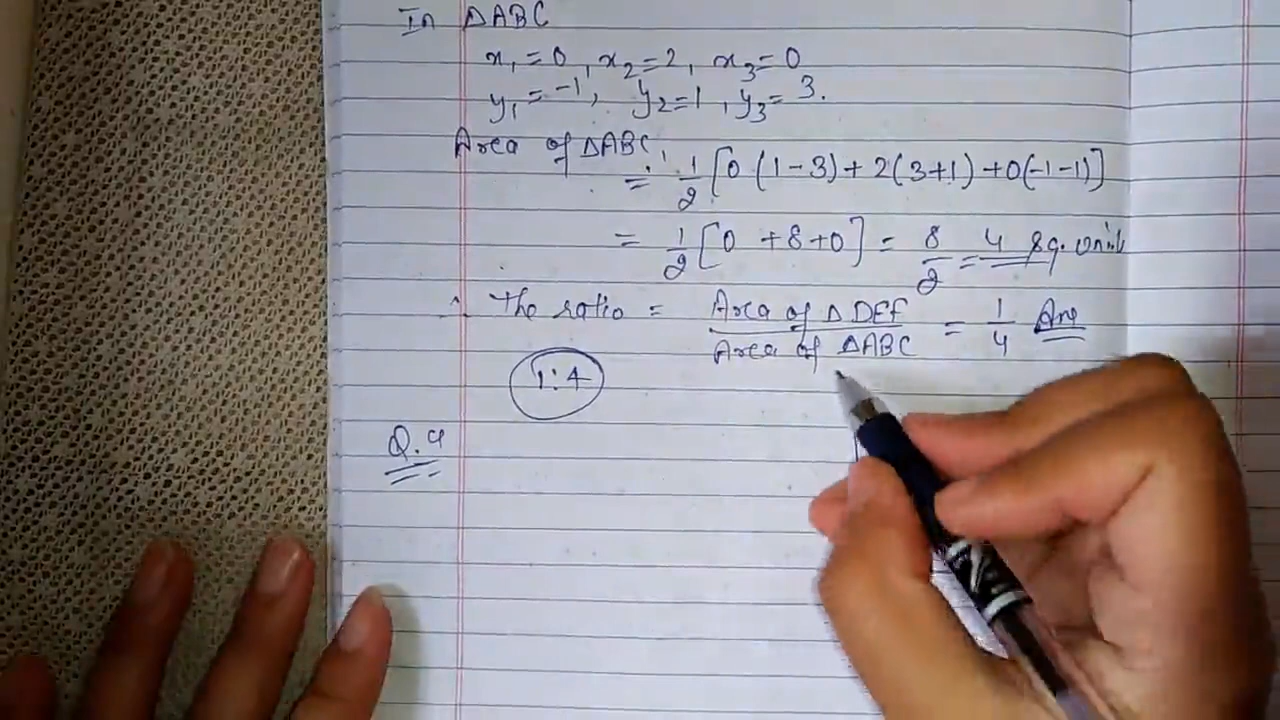 In ΔABC
x₁ = 0, x₂ = 2, x₃ = 0
y₁ = -1, y₂ = 1, y₃ = 3.
Area of ΔABC
= 1/2 [0 (1-3) + 2(3+1) + 0(-1-1)]
= 1/2 [0 + 8 + 0] = 8/2 = 4 sq. units
∴ The ratio = Area of Δ DEF / Area of ΔABC = 1/4 Ans
1:4
Q.4